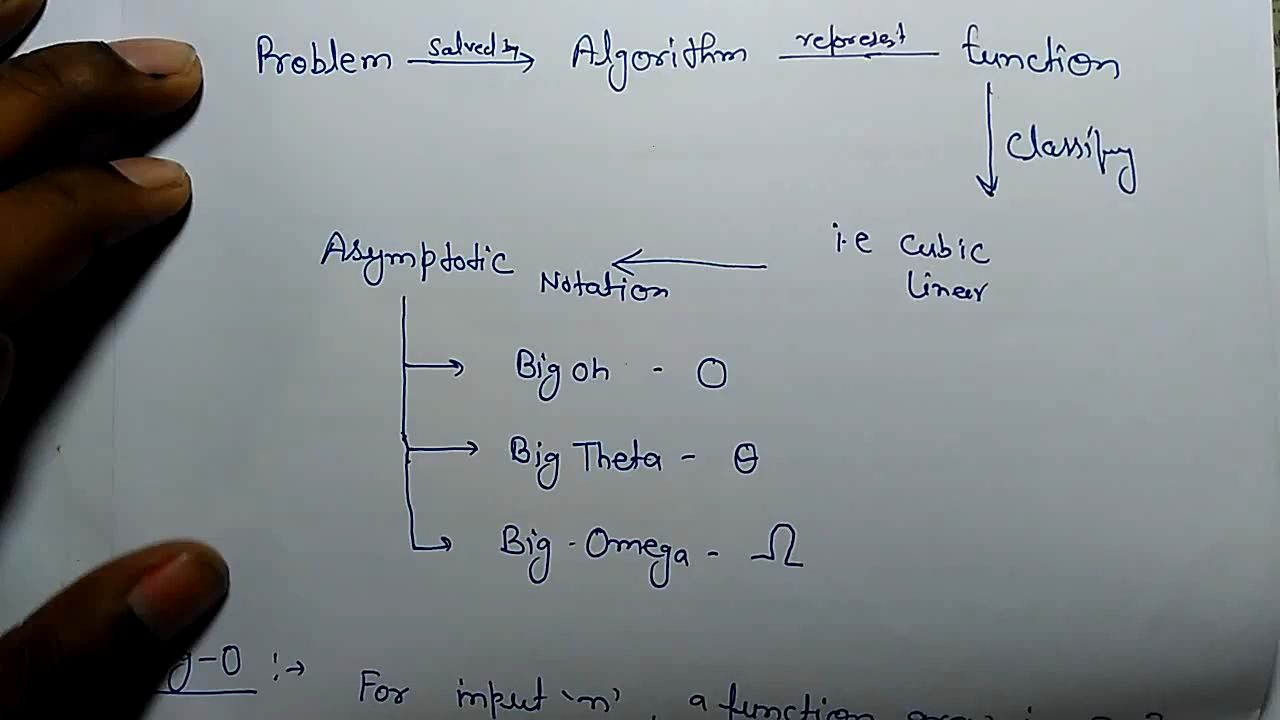 Problem solved by Algorithm represent function
Classify
i.e Cubic
linear
Asymptotic
Notation
Big oh - O
Big Theta - θ
Big - Omega - Ω
g-O :→ For input 'n', a function